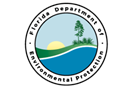 Florida Department of
Environmental Protection